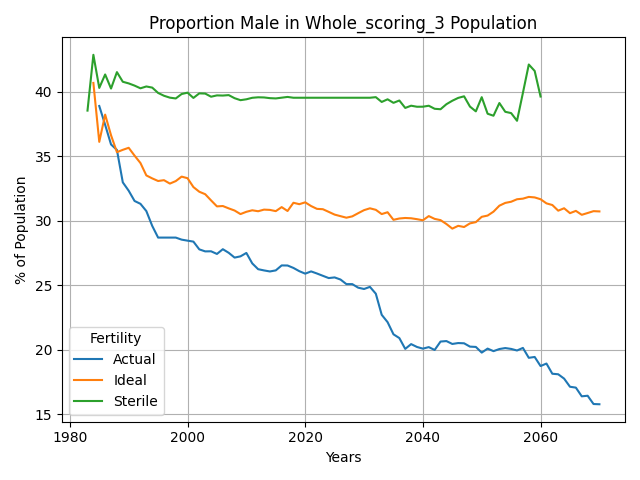 Proportion Male in Whole_scoring_3 Population
% of Population
40
35
30
25
20
15
Fertility
Actual
Ideal
Sterile
1980
2000
2020
2040
2060
Years